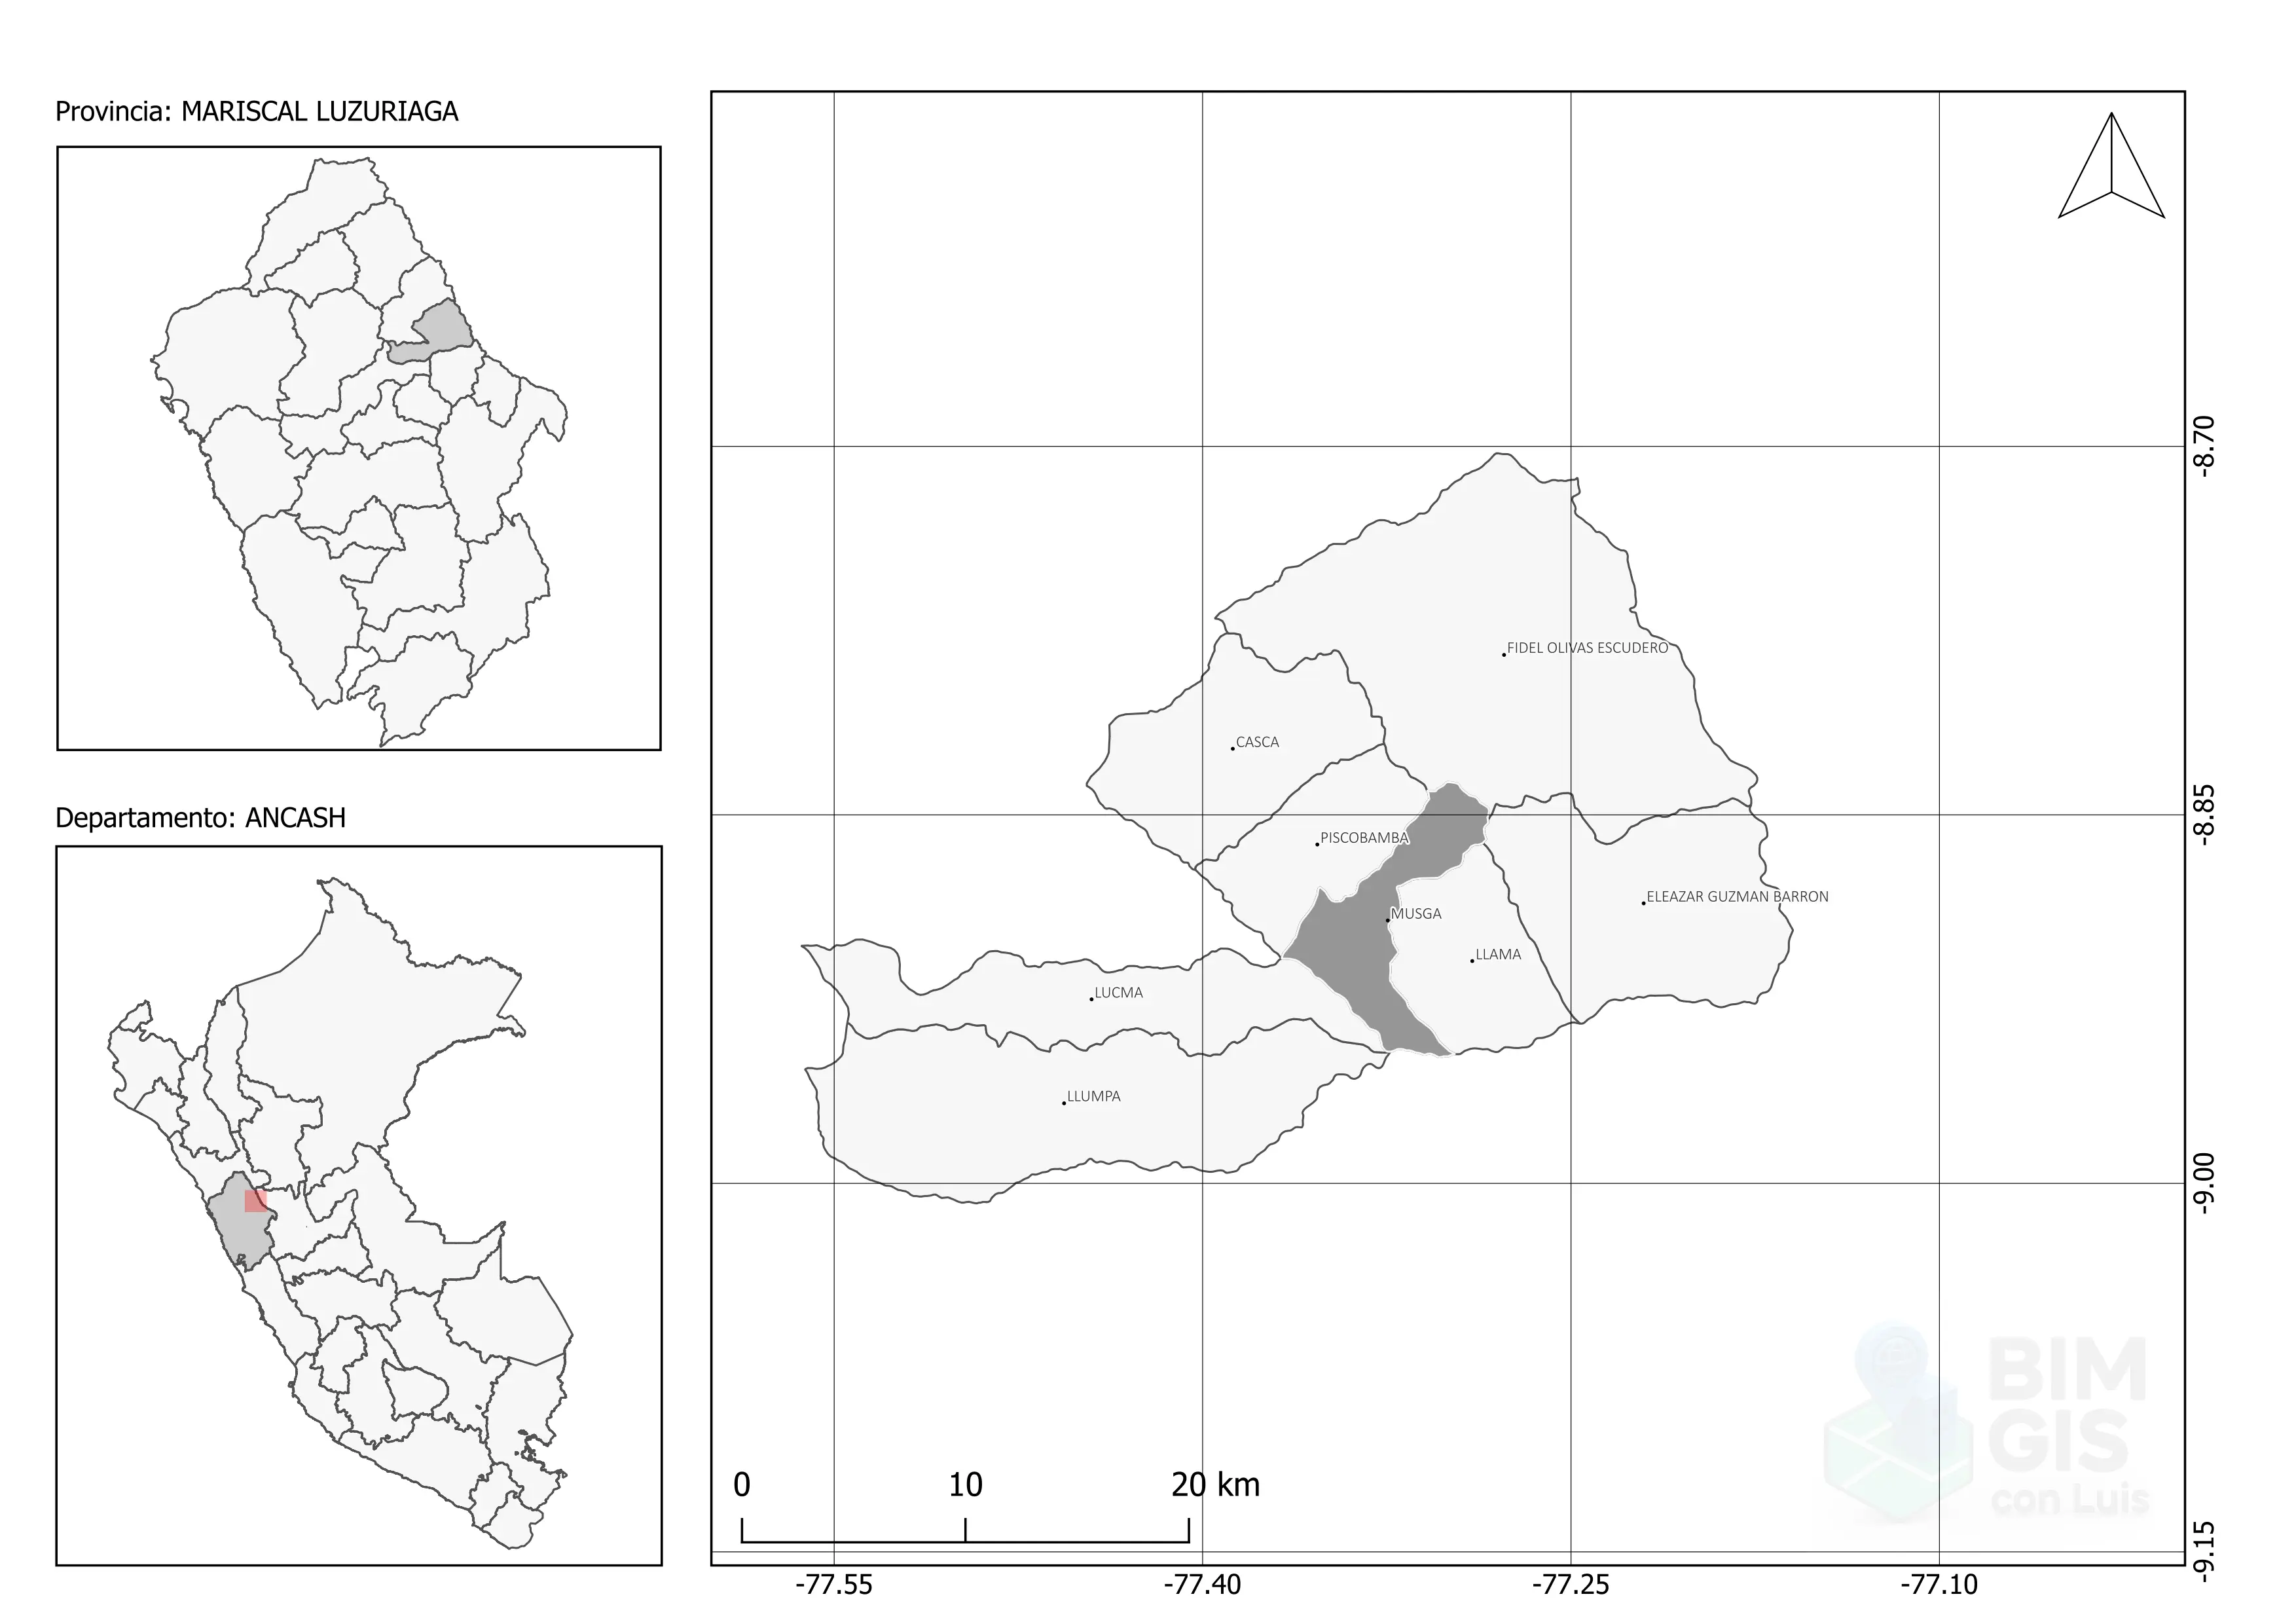 Provincia: MARISCAL LUZURIAGA
Departamento: ANCASH
FIDEL OLIVAS ESCUDERO
CASCA
PISCOBAMBA
ELEAZAR GUZMAN BARRON
MUSGA
LLAMA
LUCMA
LLUMPA
-8.70
-8.85
-9.00
-9.15
0 10 20 km
-77.55 -77.40 -77.25 -77.10
BIM
GIS
con Luis